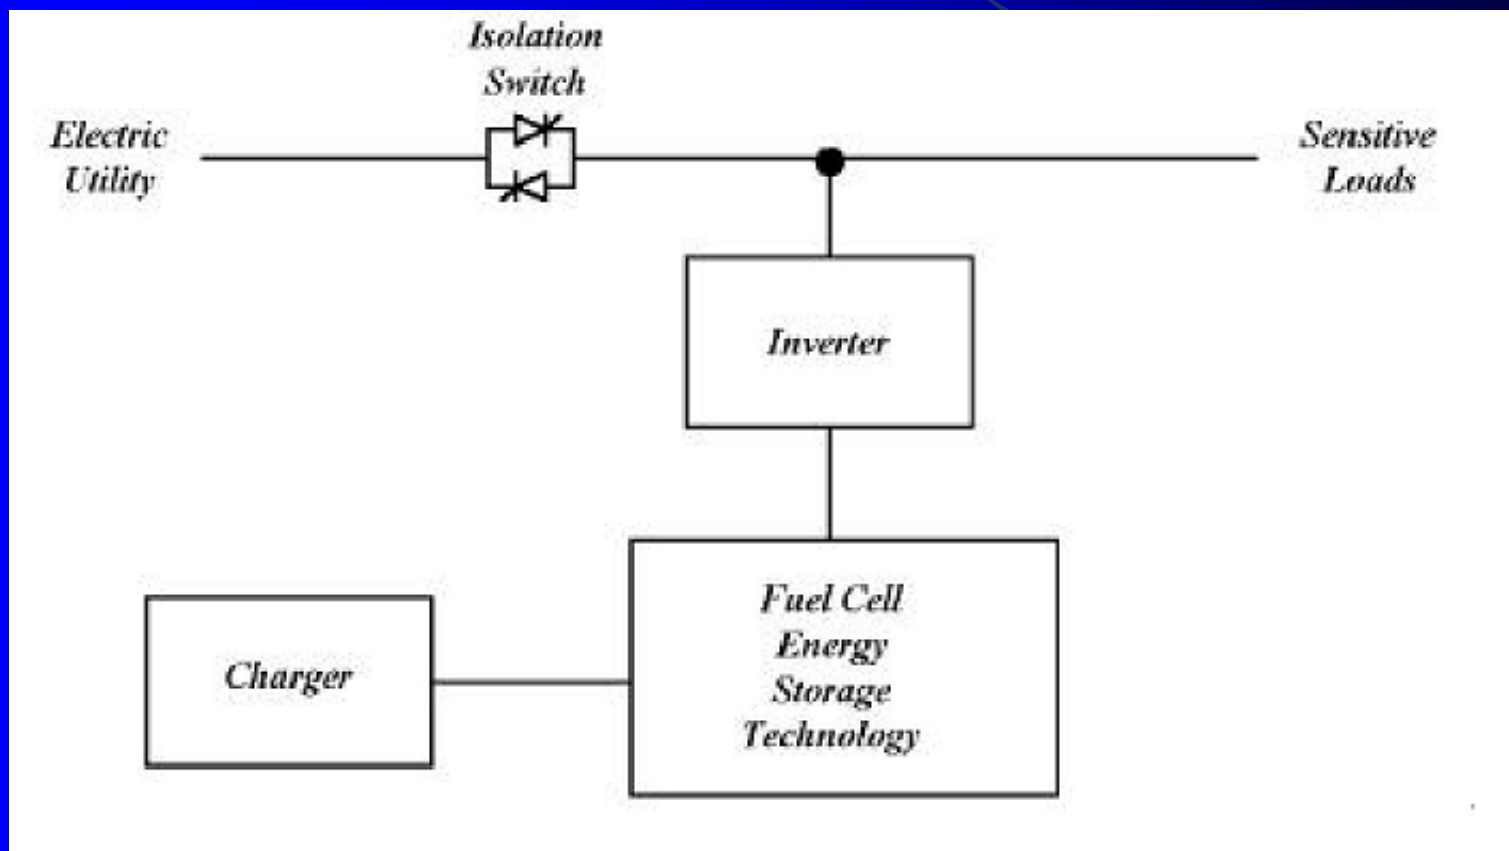 Isolation
Switch
Electric
Utility
Sensitive
Loads
Inverter
Fuel Cell
Energy
Storage
Technology
Charger